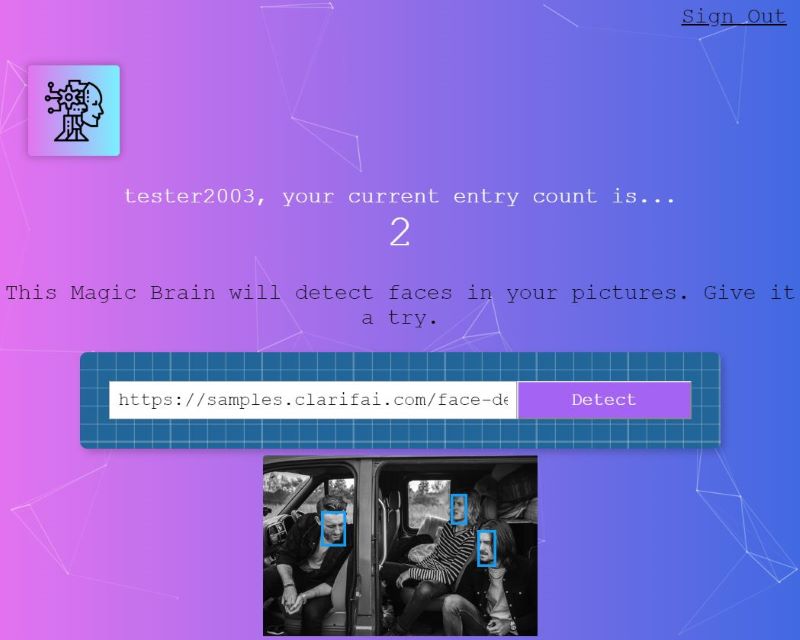 Sign Out
tester2003, your current entry count is...
2
This Magic Brain will detect faces in your pictures. Give it
a try.
https://samples.clarifai.com/face-de
Detect